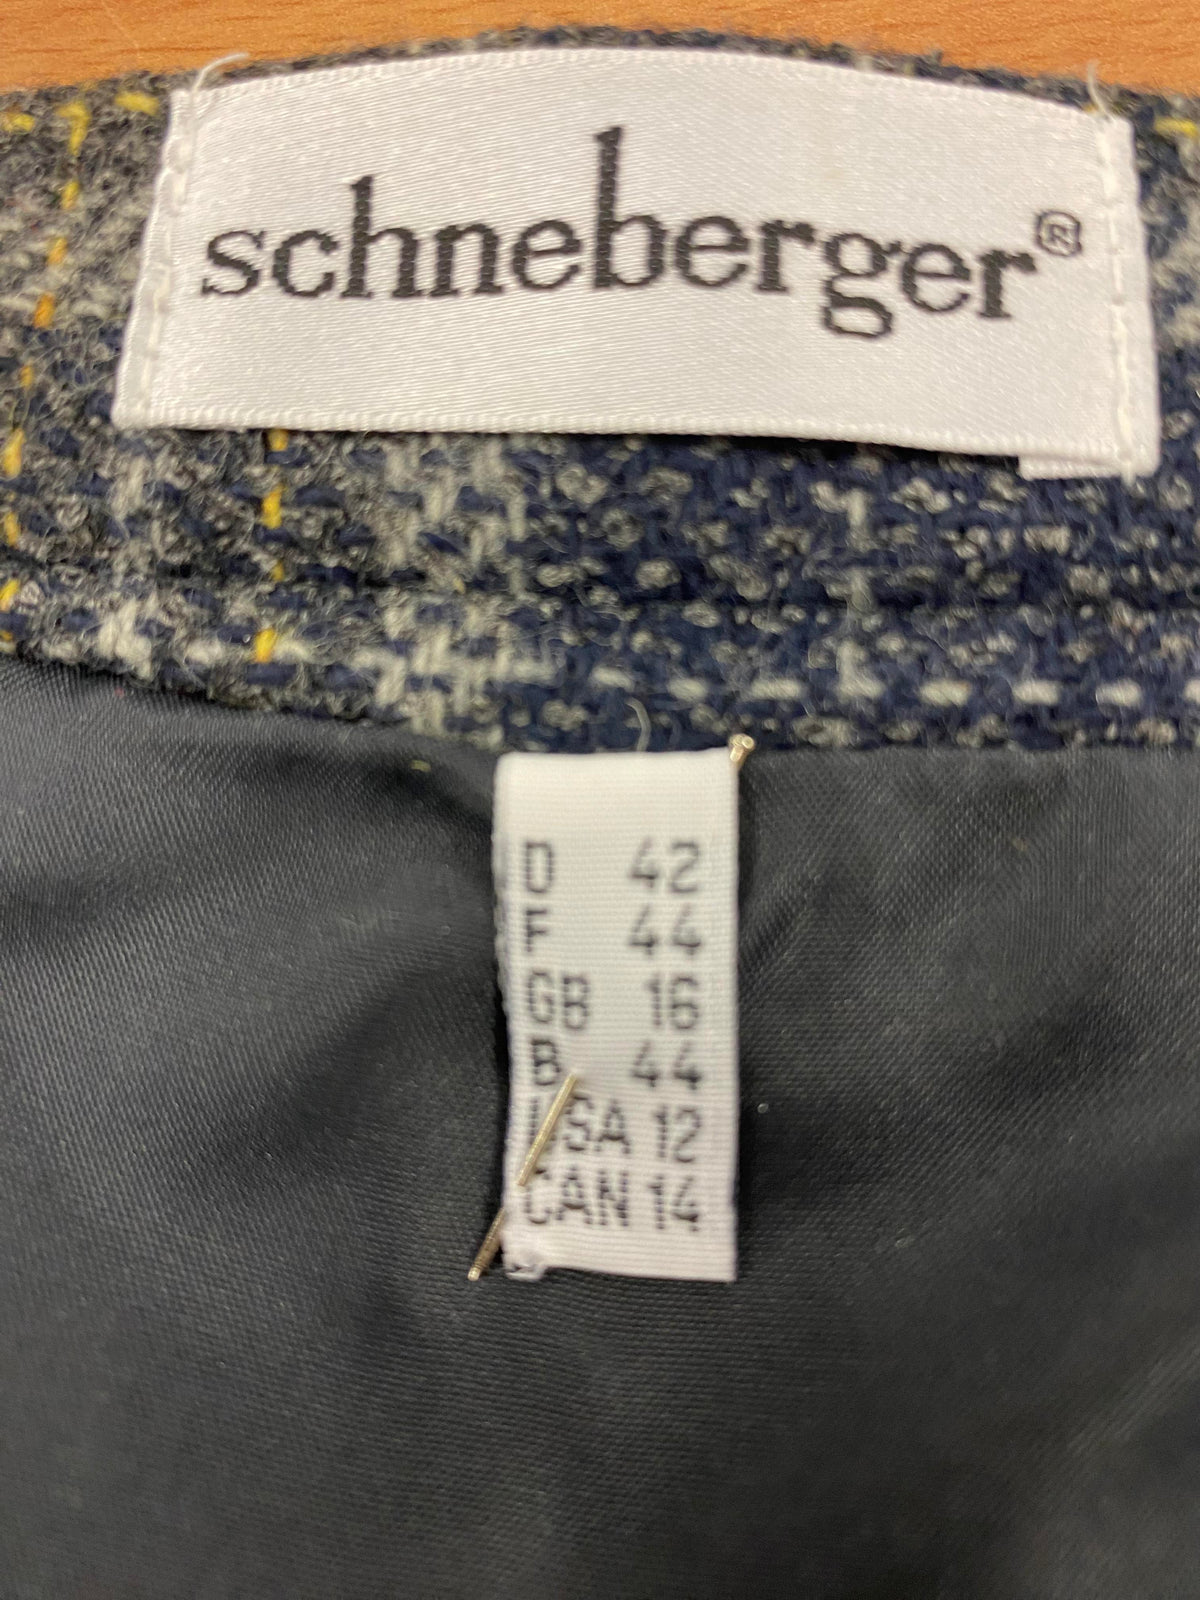 schneberger®
D 42
F 44
GB 16
B 44
USA 12
CAN 14